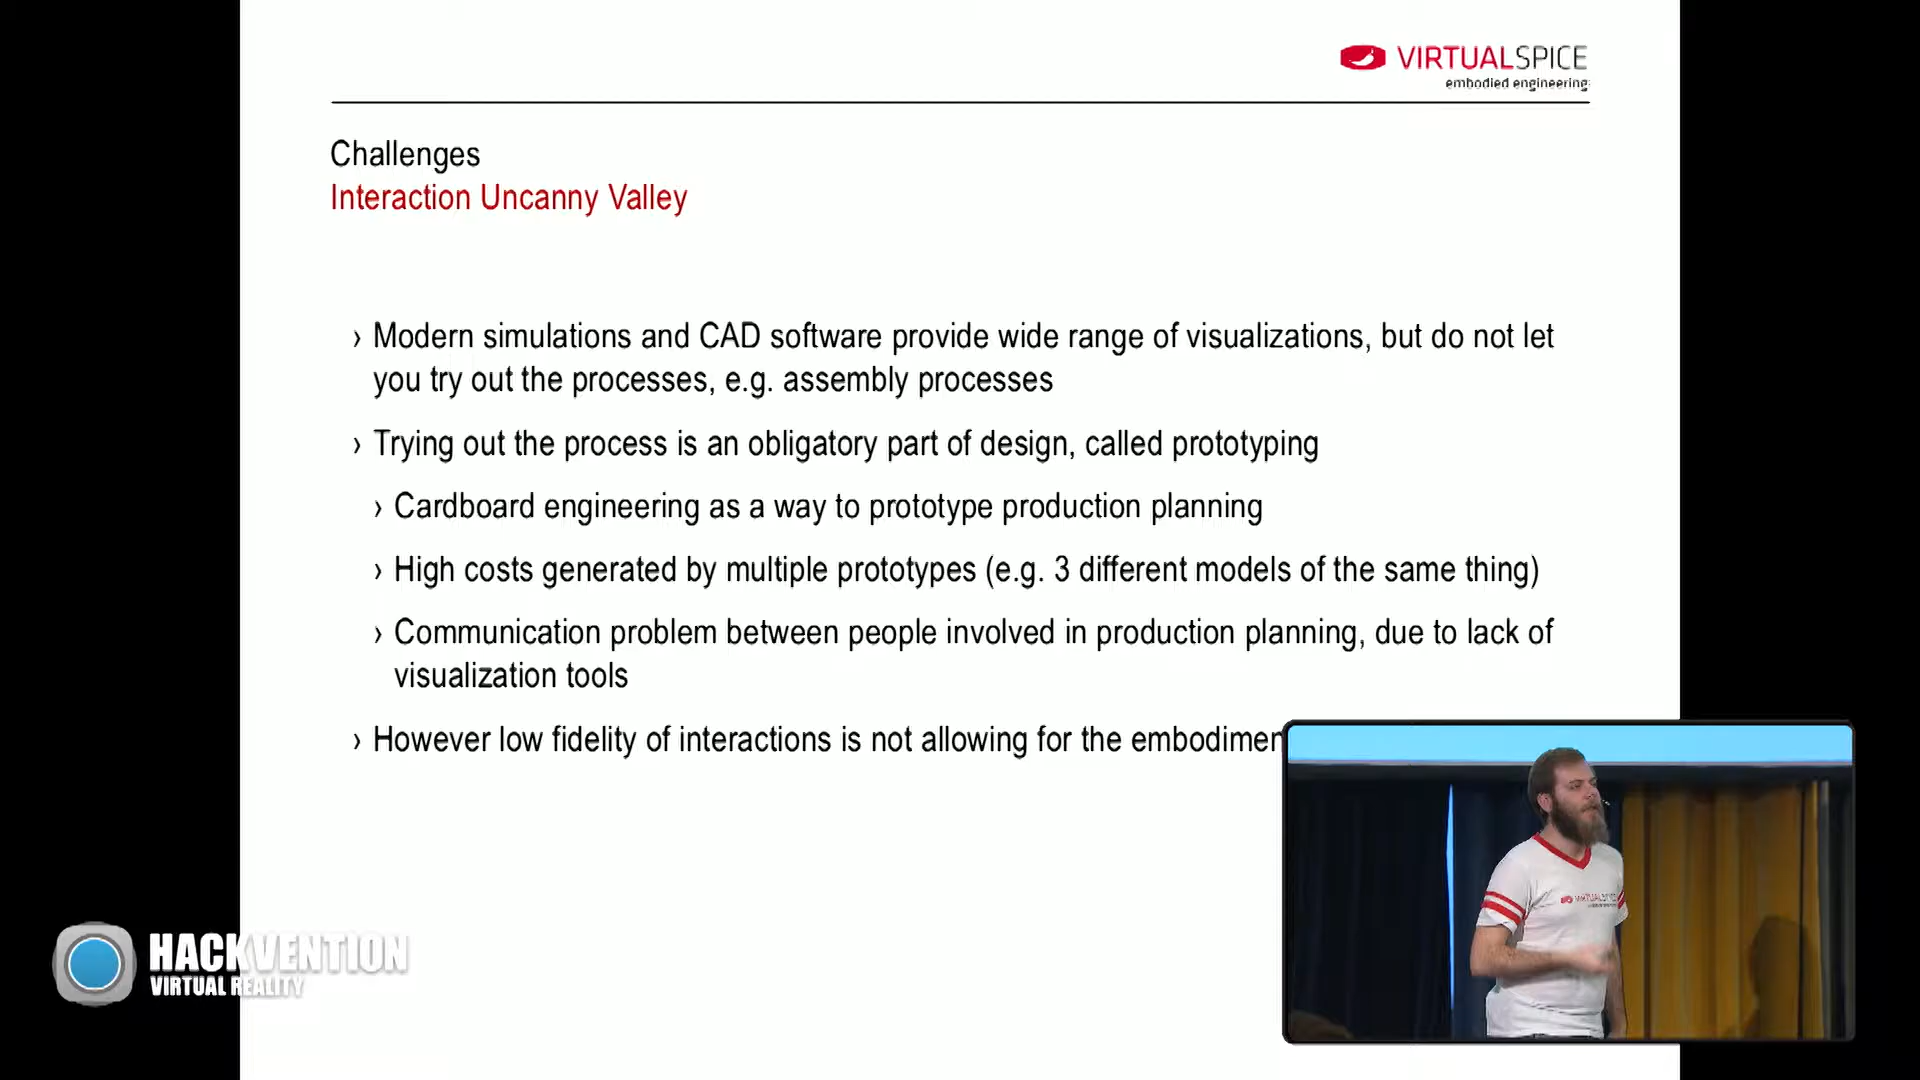 VIRTUALSPICE
embodied engineering
Challenges
Interaction Uncanny Valley
› Modern simulations and CAD software provide wide range of visualizations, but do not let
you try out the processes, e.g. assembly processes
› Trying out the process is an obligatory part of design, called prototyping
› Cardboard engineering as a way to prototype production planning
› High costs generated by multiple prototypes (e.g. 3 different models of the same thing)
› Communication problem between people involved in production planning, due to lack of
visualization tools
› However low fidelity of interactions is not allowing for the embodimen
HACKVENTION
VIRTUAL REALITY
VIRTUALSPICE